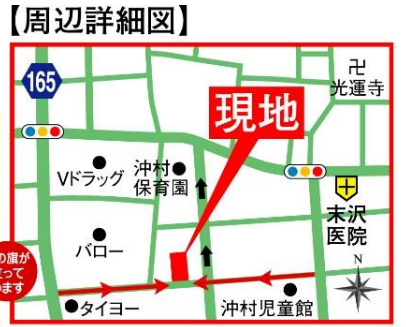 【周辺詳細図】
165
卍
光運寺
現地
Vドラッグ
沖村
保育園
末沢
医院
バロー
N
の旗が
立って
います
タイヨー
沖村児童館